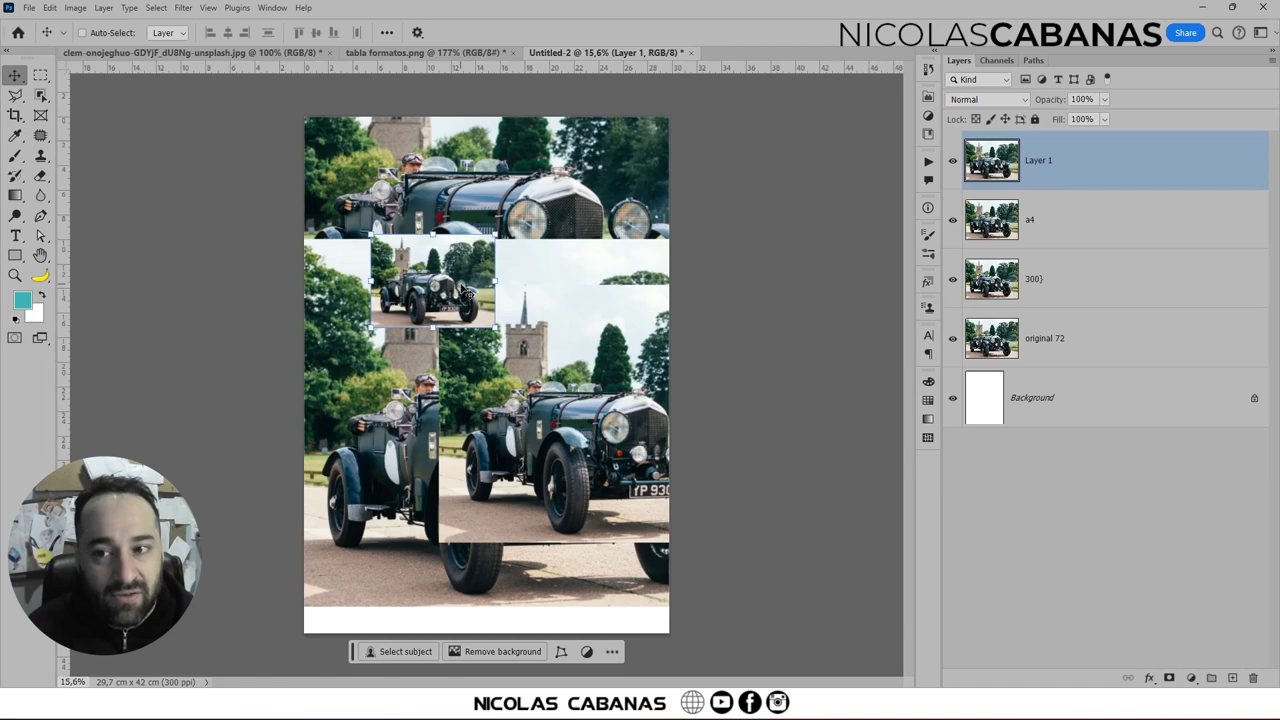 Ps File Edit Image Layer Type Select Filter View Plugins Window Help
Auto-Select: Layer
NICOLASCABANAS
Share
clem-onojeghuo-GDYjF_dU8Ng-unsplash.jpg @ 100% (RGB/8) * ×
tabla formatos.png @ 177% (RGB/8#) * ×
Untitled-2 @ 15,6% (Layer 1, RGB/8) * ×
Layers Channels Paths
Kind
Normal Opacity: 100%
Lock: Fill: 100%
Layer 1
a4
300}
original 72
Background
Select subject Remove background
15,6% 29,7 cm x 42 cm (300 ppi)
NICOLAS CABANAS